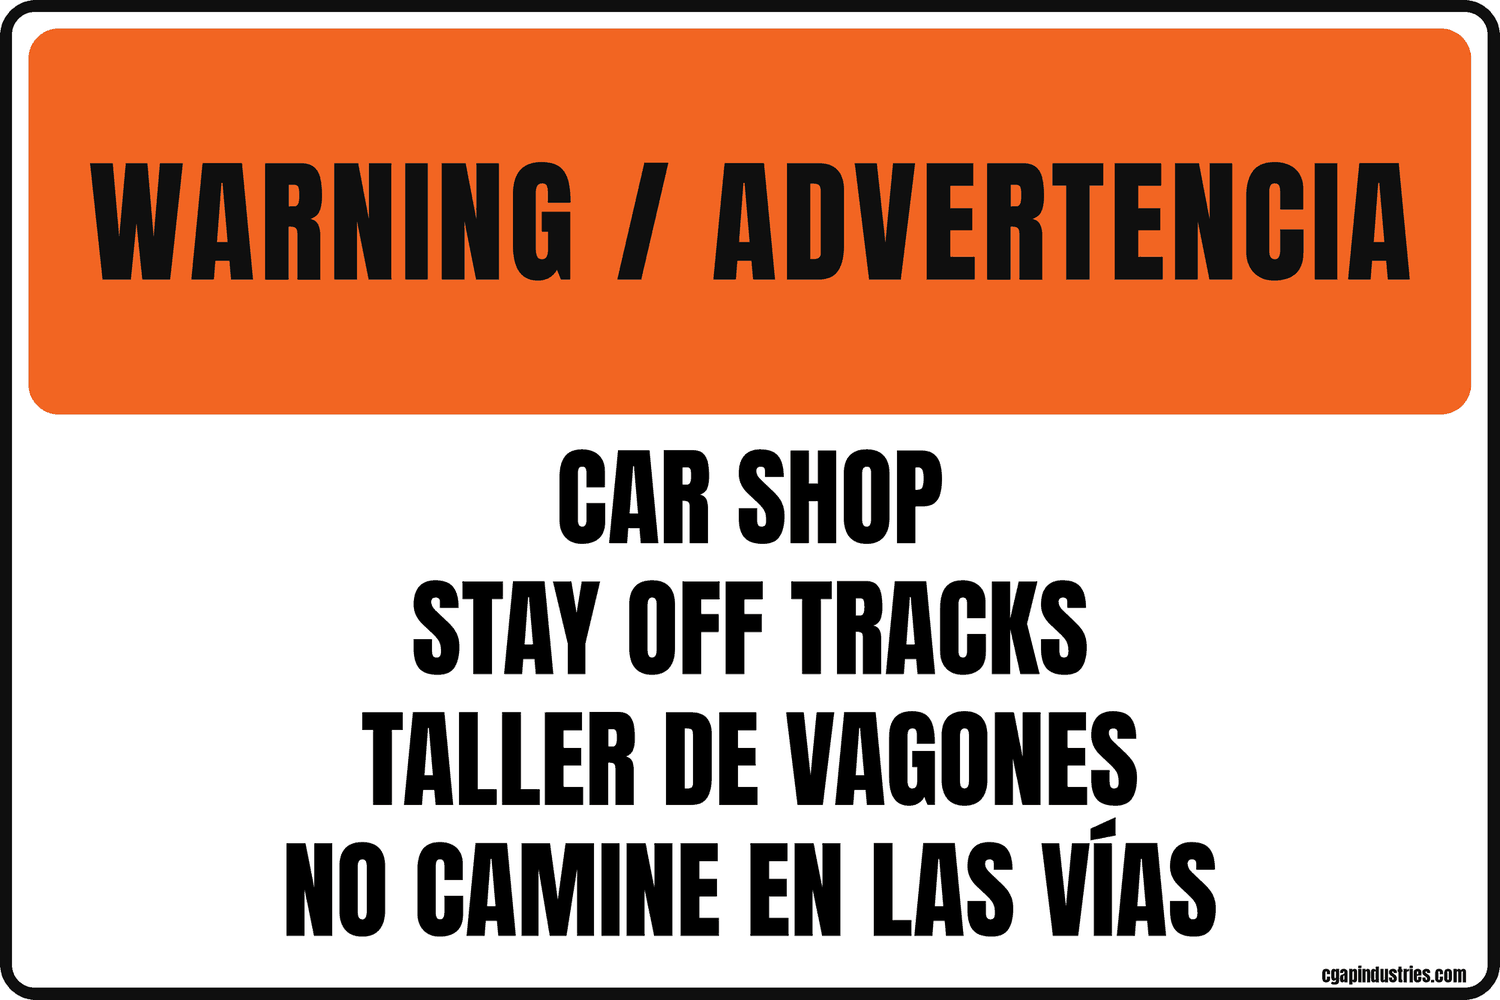 WARNING / ADVERTENCIA
CAR SHOP
STAY OFF TRACKS
TALLER DE VAGONES
NO CAMINE EN LAS VÍAS
cgapindustries.com